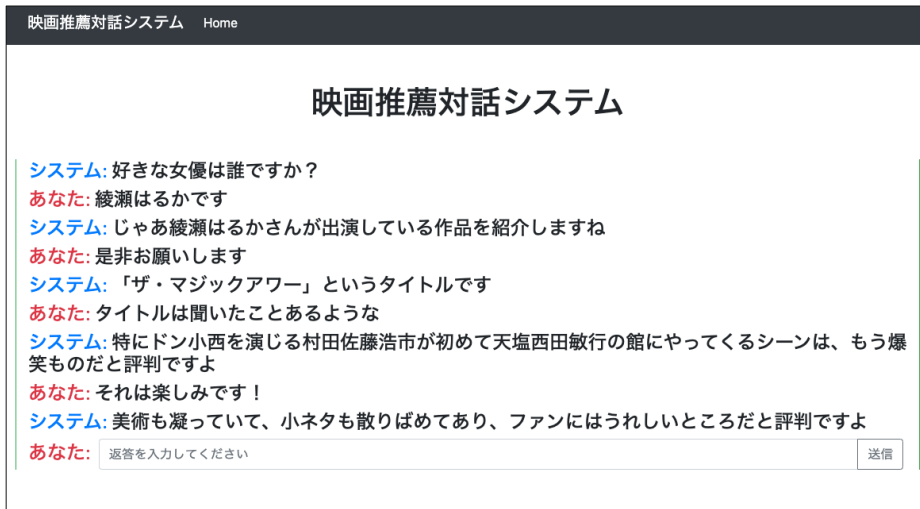 映画推薦対話システム Home
映画推薦対話システム
システム: 好きな女優は誰ですか？
あなた: 綾瀬はるかです
システム: じゃあ綾瀬はるかさんが出演している作品を紹介しますね
あなた: 是非お願いします
システム: 「ザ・マジックアワー」というタイトルです
あなた: タイトルは聞いたことあるような
システム: 特にドン小西を演じる村田佐藤浩市が初めて天塩西田敏行の館にやってくるシーンは、もう爆
笑ものだと評判ですよ
あなた: それは楽しみです！
システム: 美術も凝っていて、小ネタも散りばめてあり、ファンにはうれしいところだと評判ですよ
あなた: 返答を入力してください 送信